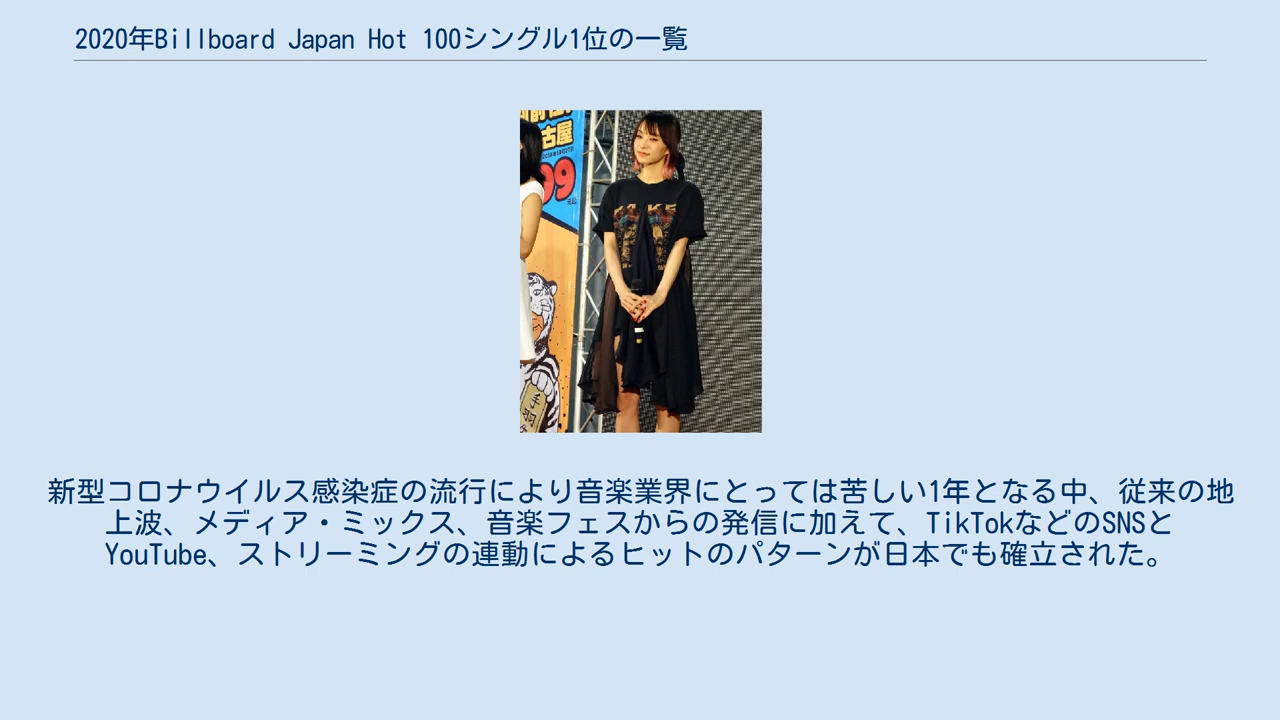 2020年Billboard Japan Hot 100シングル1位の一覧
古屋
09
手羽
新型コロナウイルス感染症の流行により音楽業界にとっては苦しい1年となる中、従来の地
上波、メディア・ミックス、音楽フェスからの発信に加えて、TikTokなどのSNSと
YouTube、ストリーミングの連動によるヒットのパターンが日本でも確立された。